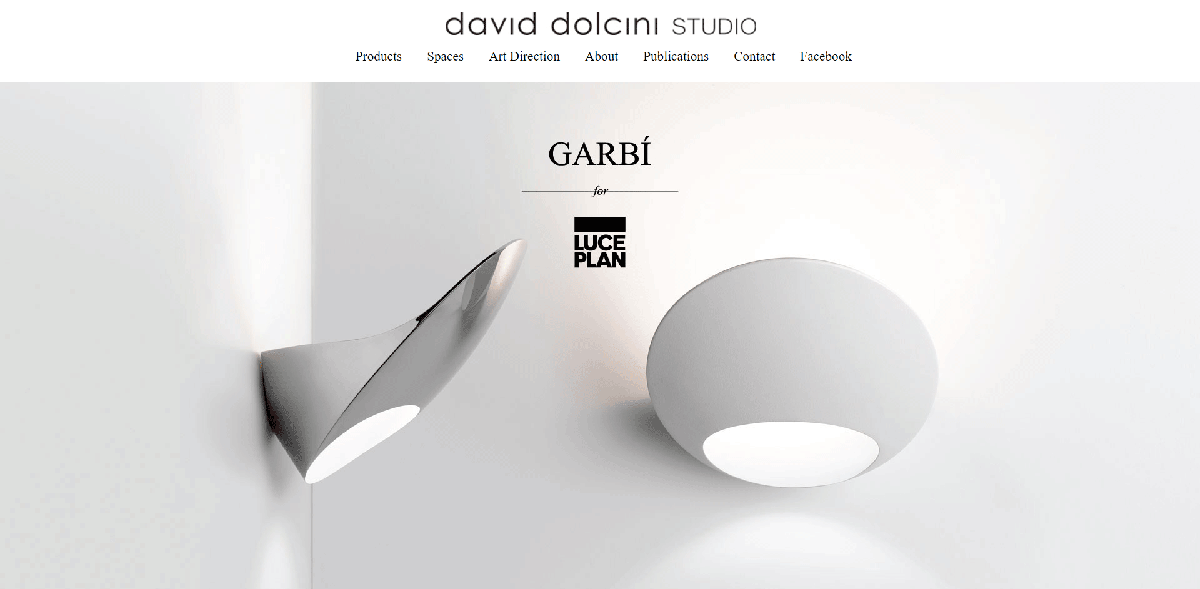 david dolcini STUDIO
Products Spaces Art Direction About Publications Contact Facebook
GARBÍ
for
LUCE
PLAN